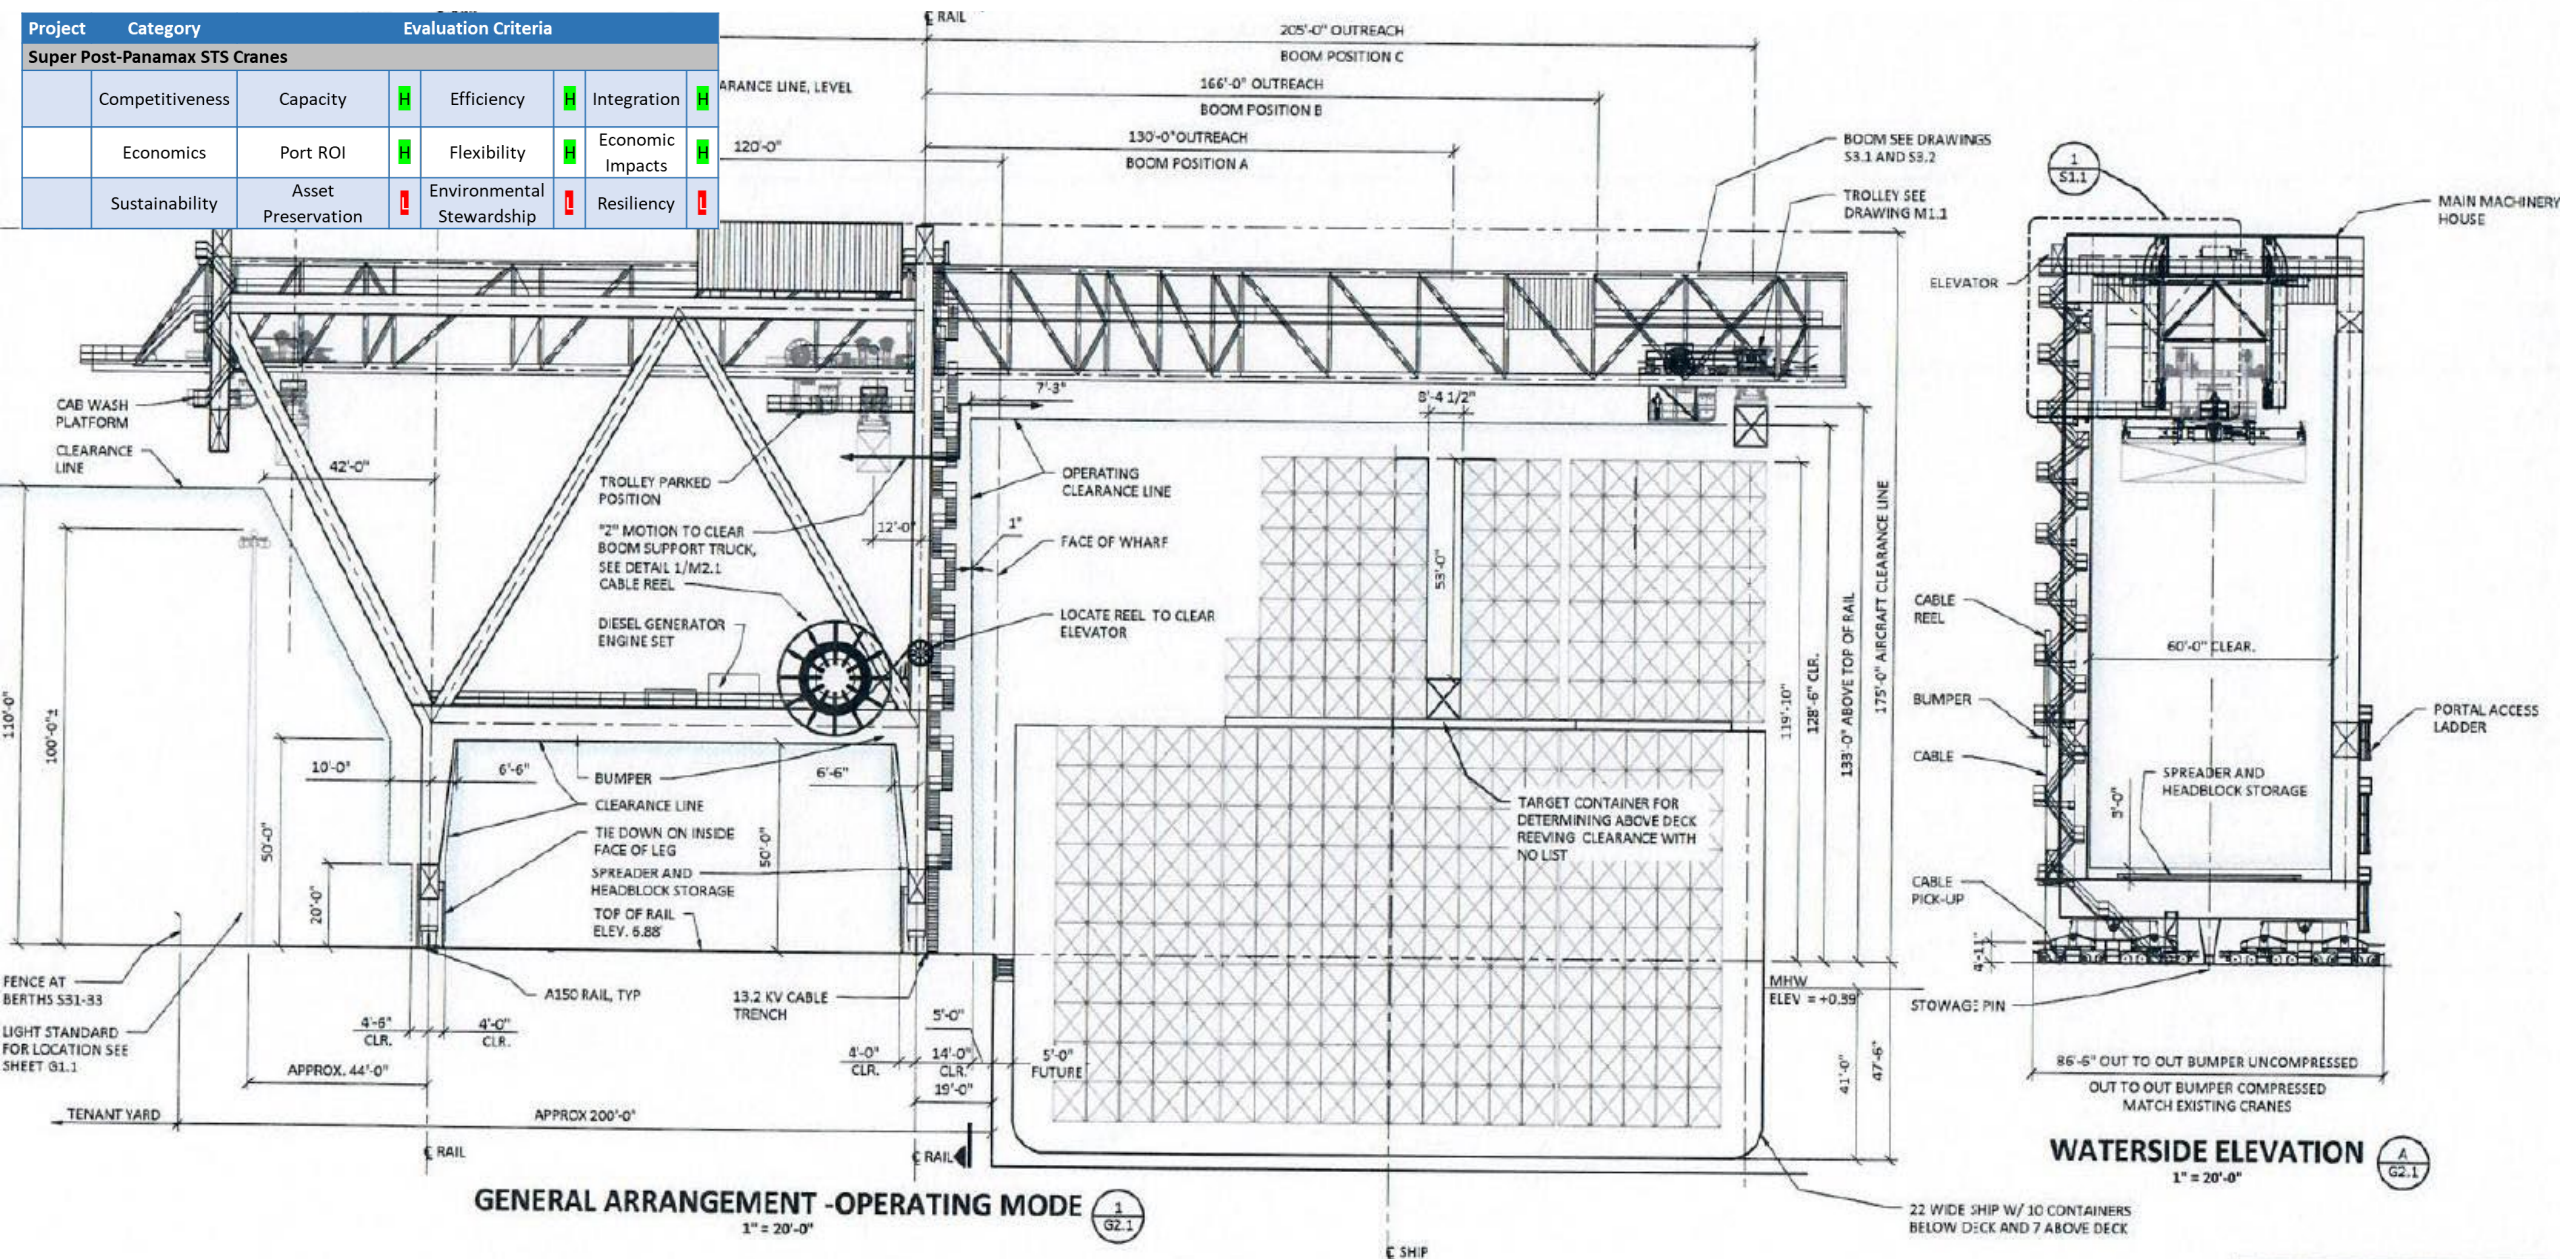 Project Category Evaluation Criteria
Super Post-Panamax STS Cranes
Competitiveness Capacity H Efficiency H Integration H
Economics Port ROI H Flexibility H Economic Impacts H
Sustainability Asset Preservation L Environmental Stewardship L Resiliency L
℄ RAIL
205'-0" OUTREACH
BOOM POSITION C
ARANCE LINE, LEVEL
166'-0" OUTREACH
BOOM POSITION B
120'-0"
130'-0" OUTREACH
BOOM POSITION A
BOOM SEE DRAWINGS
S3.1 AND S3.2
TROLLEY SEE
DRAWING M1.1
CAB WASH
PLATFORM
CLEARANCE
LINE
42'-0"
7'-3"
8'-4 1/2"
TROLLEY PARKED
POSITION
"2" MOTION TO CLEAR
BOOM SUPPORT TRUCK,
SEE DETAIL 1/M2.1
CABLE REEL
12'-0"
OPERATING
CLEARANCE LINE
1"
FACE OF WHARF
53'-0"
DIESEL GENERATOR
ENGINE SET
LOCATE REEL TO CLEAR
ELEVATOR
110'-0"
100'-0"±
10'-0"
6'-6"
BUMPER
6'-6"
CLEARANCE LINE
TIE DOWN ON INSIDE
FACE OF LEG
50'-0"
50'-0"
20'-0"
SPREADER AND
HEADBLOCK STORAGE
TOP OF RAIL
ELEV. 6.88'
TARGET CONTAINER FOR
DETERMINING ABOVE DECK
REEVING CLEARANCE WITH
NO LIST
119'-10"
128'-6" CLR.
133'-0" ABOVE TOP OF RAIL
175'-0" AIRCRAFT CLEARANCE LINE
FENCE AT
BERTHS S31-33
LIGHT STANDARD
FOR LOCATION SEE
SHEET G1.1
A150 RAIL, TYP
13.2 KV CABLE
TRENCH
4'-6"
CLR.
4'-0"
CLR.
APPROX. 44'-0"
5'-0"
4'-0"
CLR.
14'-0"
CLR.
5'-0"
FUTURE
19'-0"
MHW
ELEV = +0.39'
41'-0"
47'-6"
TENANT YARD
APPROX 200'-0"
℄ RAIL
℄ RAIL
GENERAL ARRANGEMENT -OPERATING MODE
1" = 20'-0"
1
G2.1
℄ SHIP
22 WIDE SHIP W/ 10 CONTAINERS
BELOW DECK AND 7 ABOVE DECK
1
S1.1
MAIN MACHINERY
HOUSE
ELEVATOR
CABLE
REEL
60'-0" CLEAR.
BUMPER
PORTAL ACCESS
LADDER
CABLE
SPREADER AND
HEADBLOCK STORAGE
CABLE
PICK-UP
4'-11"
STOWAGE PIN
86'-6" OUT TO OUT BUMPER UNCOMPRESSED
OUT TO OUT BUMPER COMPRESSED
MATCH EXISTING CRANES
WATERSIDE ELEVATION
1" = 20'-0"
A
G2.1